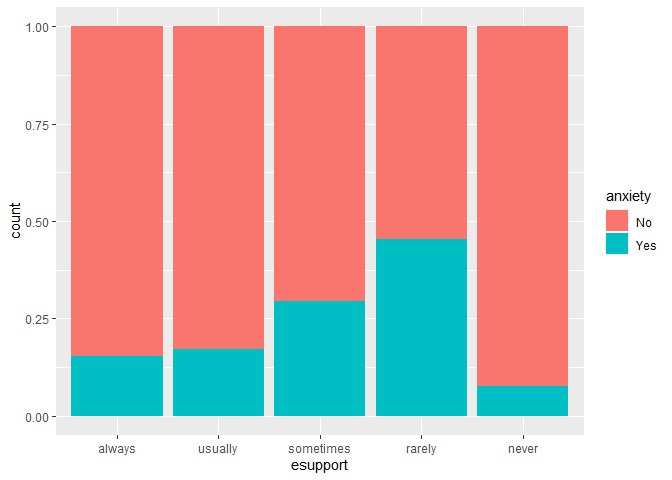 1.00
0.75
0.50
0.25
0.00
count
always usually sometimes rarely never
esupport
anxiety
No
Yes